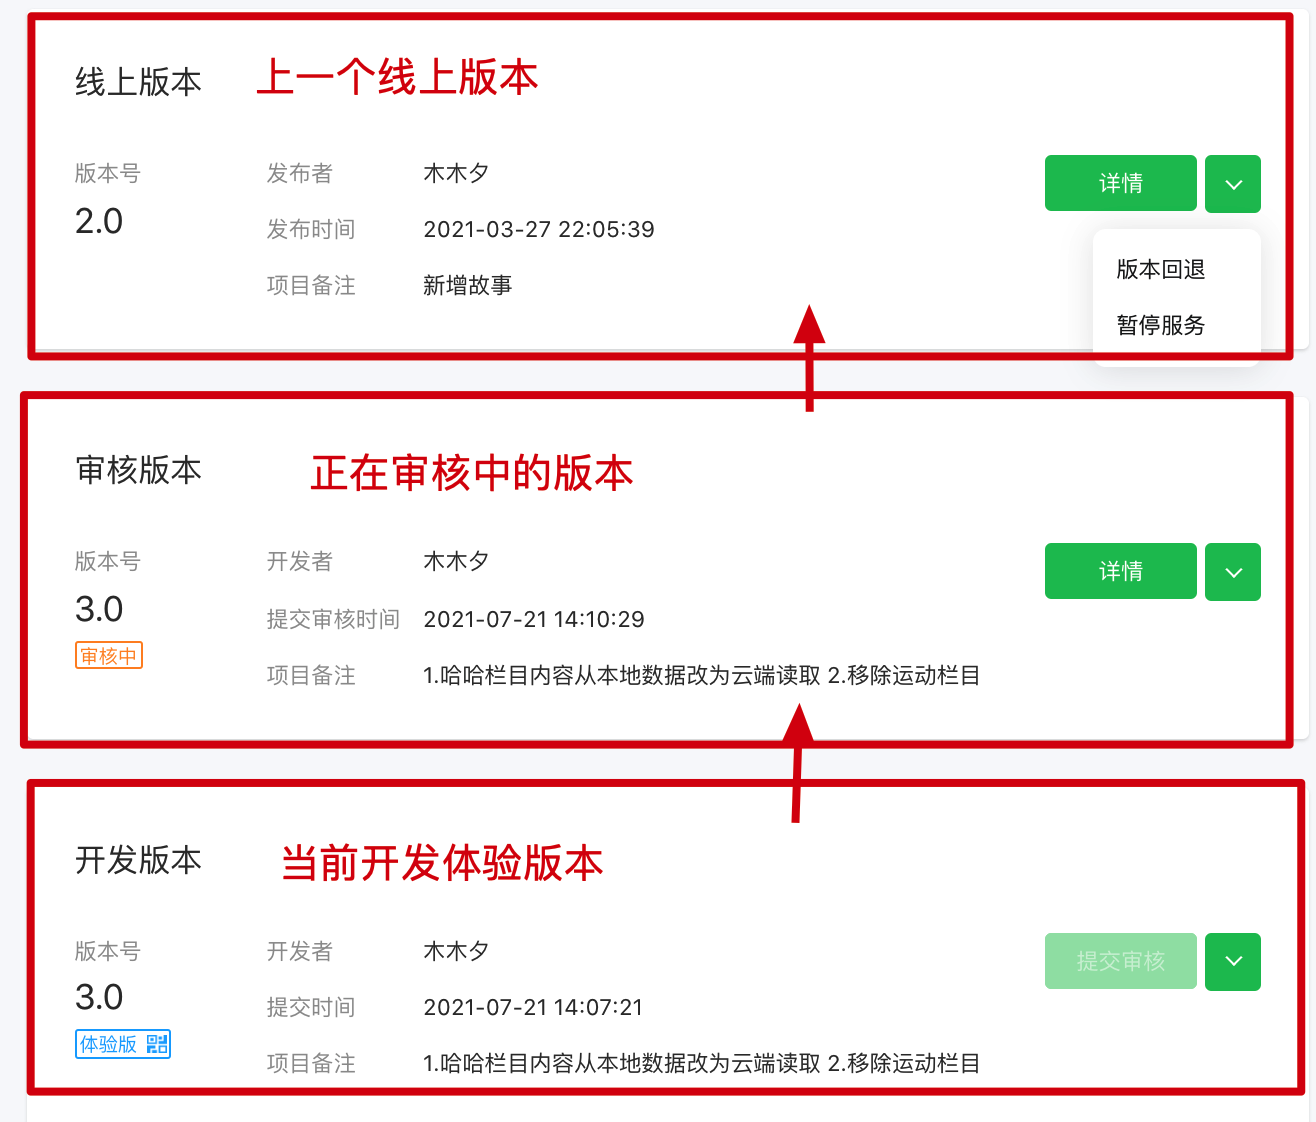 线上版本 上一个线上版本
版本号 发布者 木木夕 详情
2.0 发布时间 2021-03-27 22:05:39
版本回退
项目备注 新增故事
暂停服务
审核版本 正在审核中的版本
版本号 开发者 木木夕 详情
3.0 提交审核时间 2021-07-21 14:10:29
审核中
项目备注 1.哈哈栏目内容从本地数据改为云端读取 2.移除运动栏目
开发版本 当前开发体验版本
版本号 开发者 木木夕 提交审核
3.0 提交时间 2021-07-21 14:07:21
体验版
项目备注 1.哈哈栏目内容从本地数据改为云端读取 2.移除运动栏目